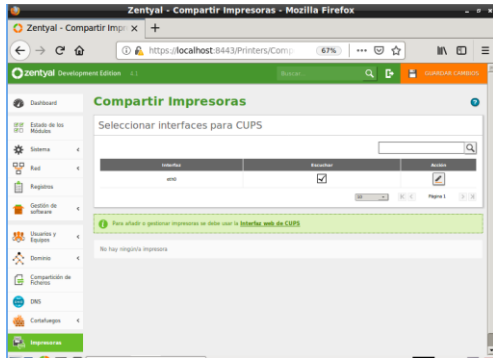 Zentyal - Compartir Impresoras - Mozilla Firefox
Zentyal - Compartir Impr
https://localhost:8443/Printers/Comp
67%
zentyal Development Edition
Buscar...
GUARDAR CAMBIOS
Dashboard
Estado de los
Módulos
Sistema
Red
Registros
Gestión de
software
Usuarios y
Equipos
Dominio
Compartición de
Ficheros
DNS
Cortafuegos
Impresoras
Compartir Impresoras
Seleccionar interfaces para CUPS
Interfaz
Escuchar
Acción
eth0
10
Página 1
Para añadir o gestionar impresoras se debe usar la Interfaz web de CUPS
No hay ningún/a impresora